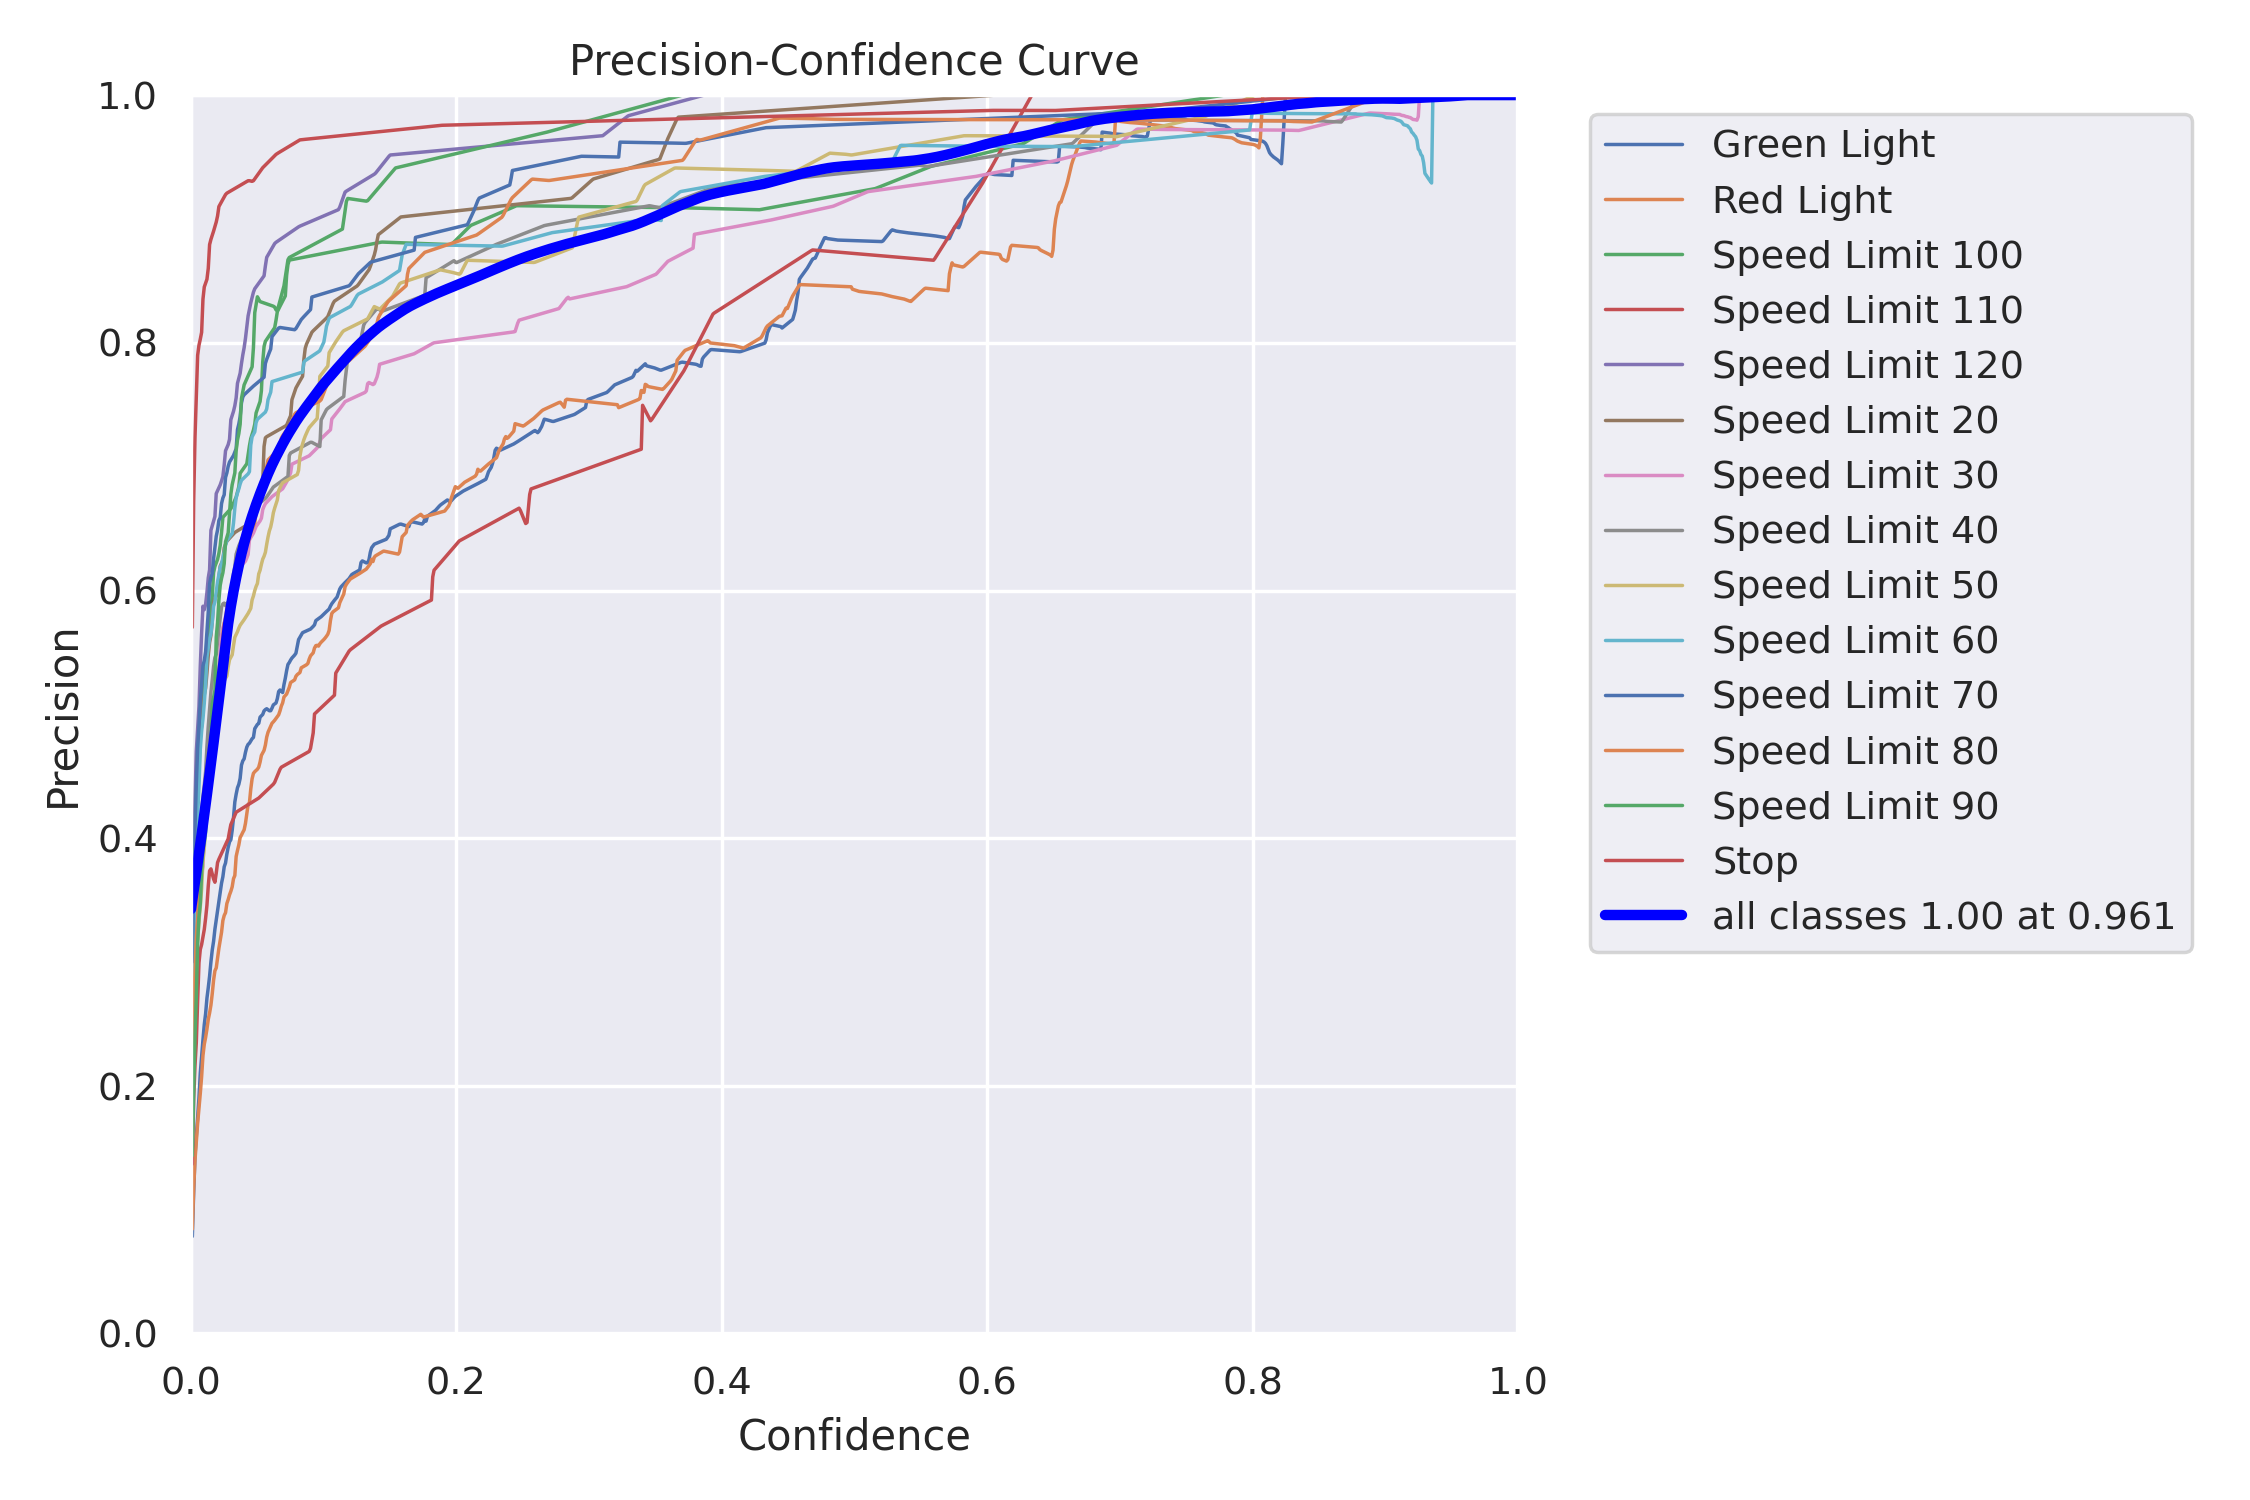 Precision-Confidence Curve
1.0
0.8
0.6
0.4
0.2
0.0
Precision
0.0 0.2 0.4 0.6 0.8 1.0
Confidence
Green Light
Red Light
Speed Limit 100
Speed Limit 110
Speed Limit 120
Speed Limit 20
Speed Limit 30
Speed Limit 40
Speed Limit 50
Speed Limit 60
Speed Limit 70
Speed Limit 80
Speed Limit 90
Stop
all classes 1.00 at 0.961